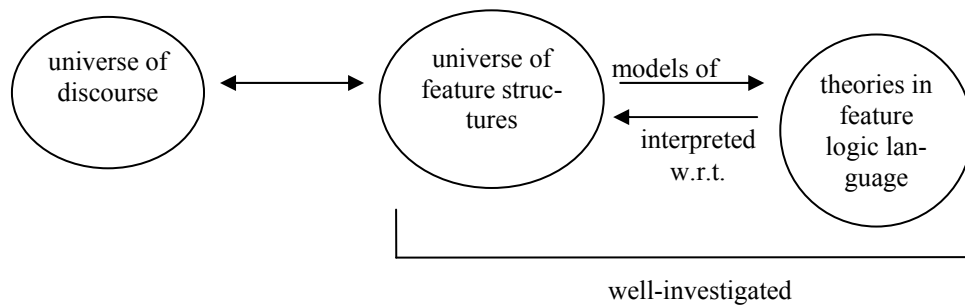 universe of
discourse
universe of
feature struc-
tures
models of
interpreted
w.r.t.
theories in
feature
logic lan-
guage
well-investigated